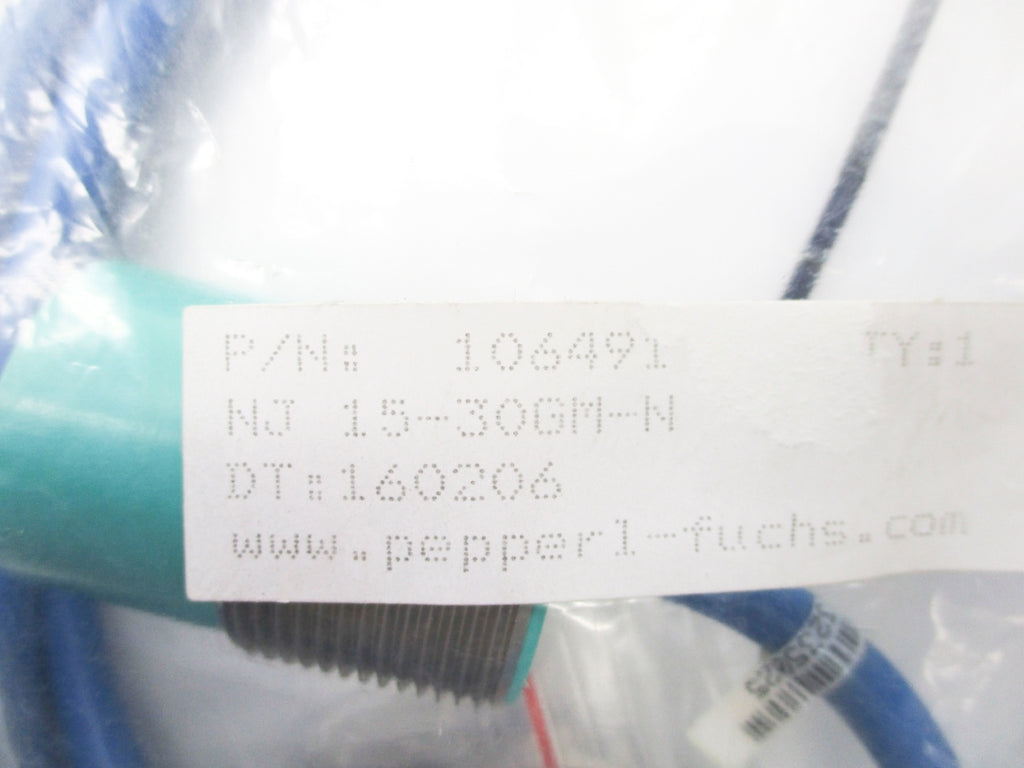 P/N: 106491 TY:1
NJ 15-30GM-N
DT:160206
www.pepperl-fuchs.com